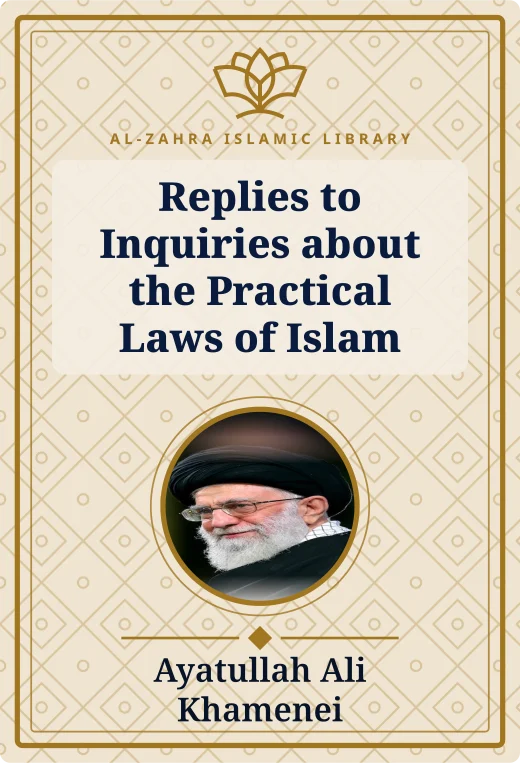 AL-ZAHRA ISLAMIC LIBRARY
Replies to
Inquiries about
the Practical
Laws of Islam
Ayatullah Ali
Khamenei